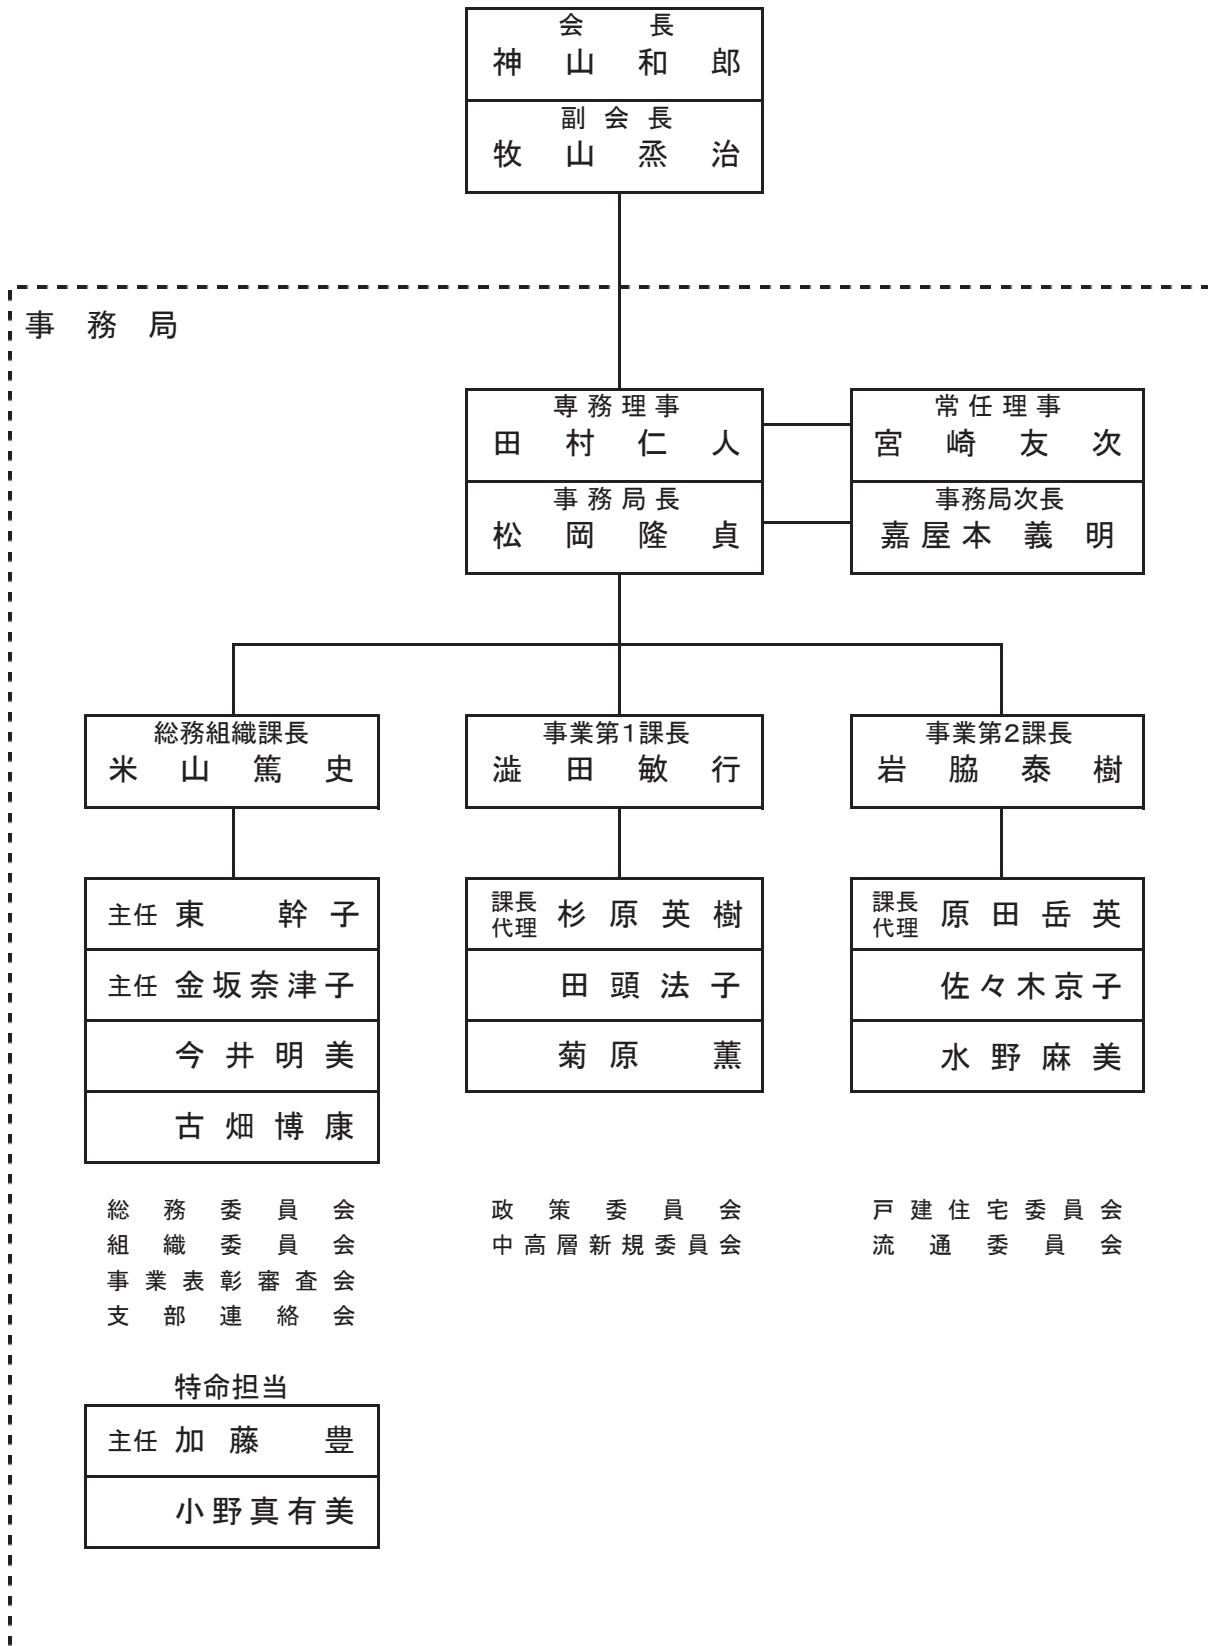 会長
神山和郎
副会長
牧山烝治
事務局
専務理事
田村仁人
常任理事
宮崎友次
事務局長
松岡隆貞
事務局次長
嘉屋本義明
総務組織課長
米山篤史
事業第1課長
澁田敏行
事業第2課長
岩脇泰樹
主任 東幹子
主任 金坂奈津子
今井明美
古畑博康
課長代理 杉原英樹
田頭法子
菊原薫
課長代理 原田岳英
佐々木京子
水野麻美
総務委員会
組織委員会
事業表彰審査会
支部連絡会
政策委員会
中高層新規委員会
戸建住宅委員会
流通委員会
特命担当
主任 加藤豊
小野真有美